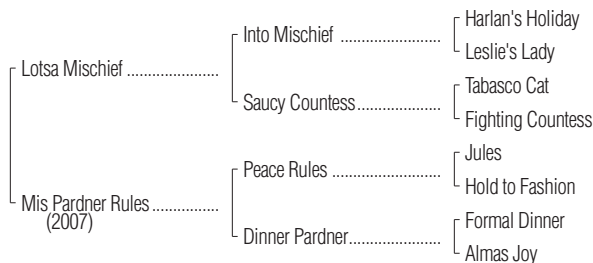 Harlan's Holiday
Into Mischief ....................
Leslie's Lady
Lotsa Mischief ....................
Tabasco Cat
Saucy Countess....................
Fighting Countess
Jules
Peace Rules ......................
Hold to Fashion
Mis Pardner Rules ...............
(2007)
Formal Dinner
Dinner Pardner......................
Almas Joy